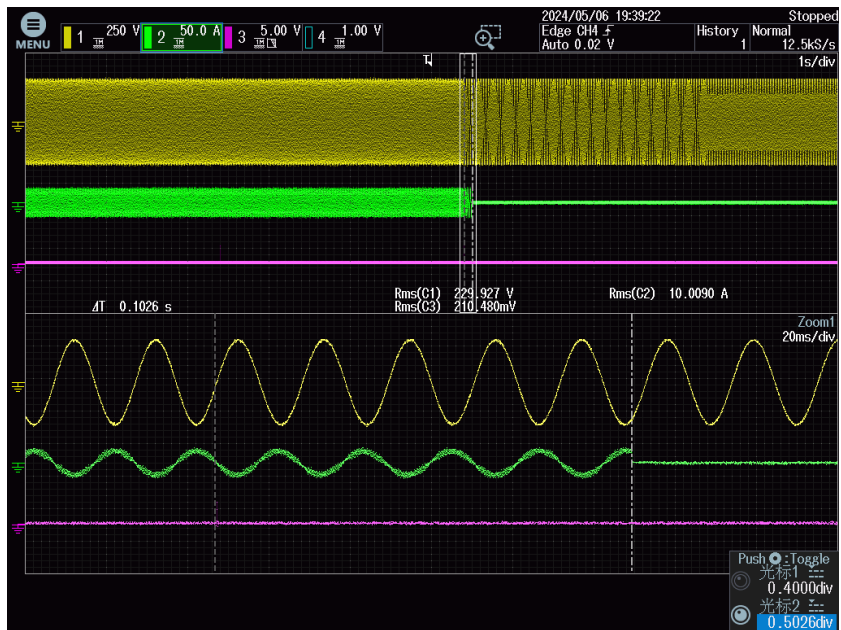 2024/05/06 19:39:22 Stopped
MENU 1 250 V 2 50.0 A 3 5.00 V 4 1.00 V Edge CH4 History Normal
Auto 0.02 V 1 12.5kS/s
1s/div
Rms(C1) 229.927 V Rms(C2) 10.0090 A
ΔT 0.1026 s Rms(C3) 210.480mV
Zoom1
20ms/div
Push :Toggle
光标1
0.4000div
光标2
0.5026div